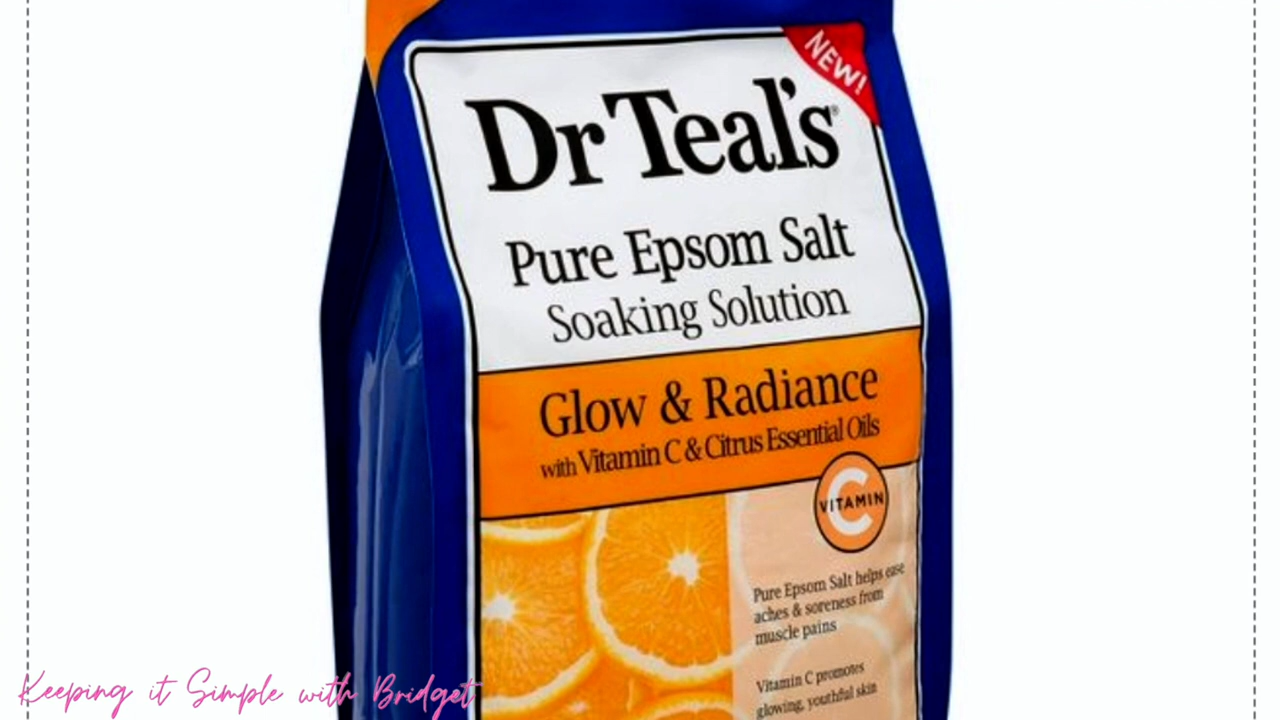 NEW!
Dr Teal's®
Pure Epsom Salt
Soaking Solution
Glow & Radiance
with Vitamin C & Citrus Essential Oils
C
VITAMIN
Pure Epsom Salt helps ease
aches & soreness from
muscle pains
Vitamin C promotes
glowing, youthful skin
Keeping it Simple with Bridget